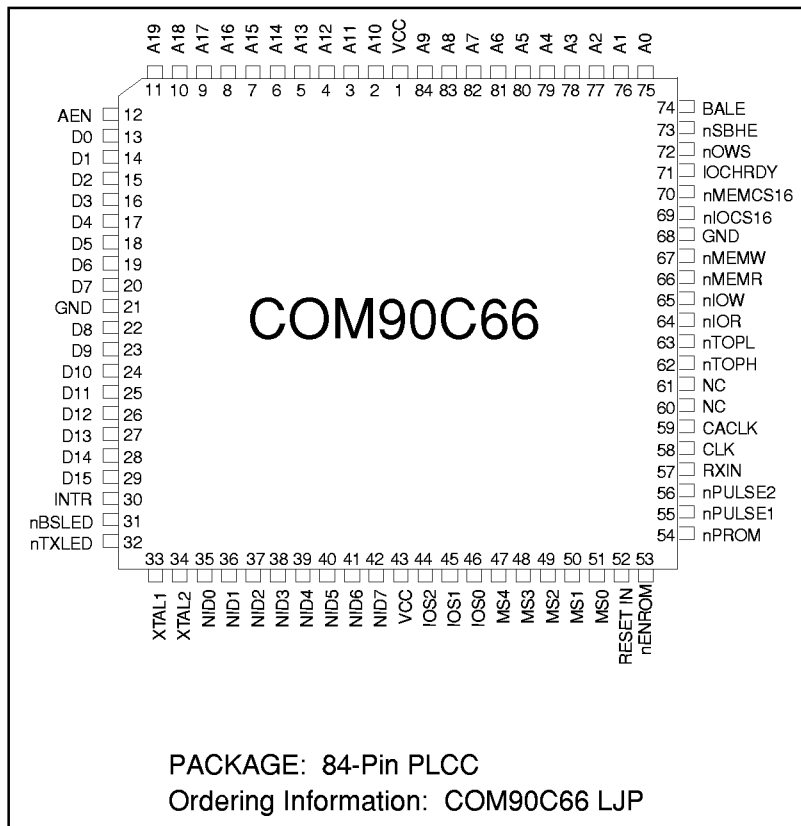 A19 A18 A17 A16 A15 A14 A13 A12 A11 A10 VCC A9 A8 A7 A6 A5 A4 A3 A2 A1 A0
11 10 9 8 7 6 5 4 3 2 1 84 83 82 81 80 79 78 77 76 75
AEN 12
D0 13
D1 14
D2 15
D3 16
D4 17
D5 18
D6 19
D7 20
GND 21
D8 22
D9 23
D10 24
D11 25
D12 26
D13 27
D14 28
D15 29
INTR 30
nBSLED 31
nTXLED 32
COM90C66
74 BALE
73 nSBHE
72 nOWS
71 IOCHRDY
70 nMEMCS16
69 nIOCS16
68 GND
67 nMEMW
66 nMEMR
65 nIOW
64 nIOR
63 nTOPL
62 nTOPH
61 NC
60 NC
59 CACLK
58 CLK
57 RXIN
56 nPULSE2
55 nPULSE1
54 nPROM
33 34 35 36 37 38 39 40 41 42 43 44 45 46 47 48 49 50 51 52 53
XTAL1 XTAL2 NID0 NID1 NID2 NID3 NID4 NID5 NID6 NID7 VCC IOS2 IOS1 IOS0 MS4 MS3 MS2 MS1 MS0 RESET IN nENROM
PACKAGE: 84-Pin PLCC
Ordering Information: COM90C66 LJP